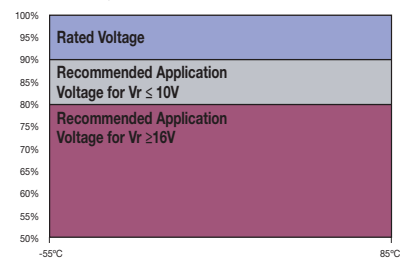 100%
95%
Rated Voltage
90%
Recommended Application
85%
Voltage for Vr ≤ 10V
80%
Recommended Application
75%
Voltage for Vr ≥16V
70%
65%
60%
55%
50%
-55ºC
85ºC